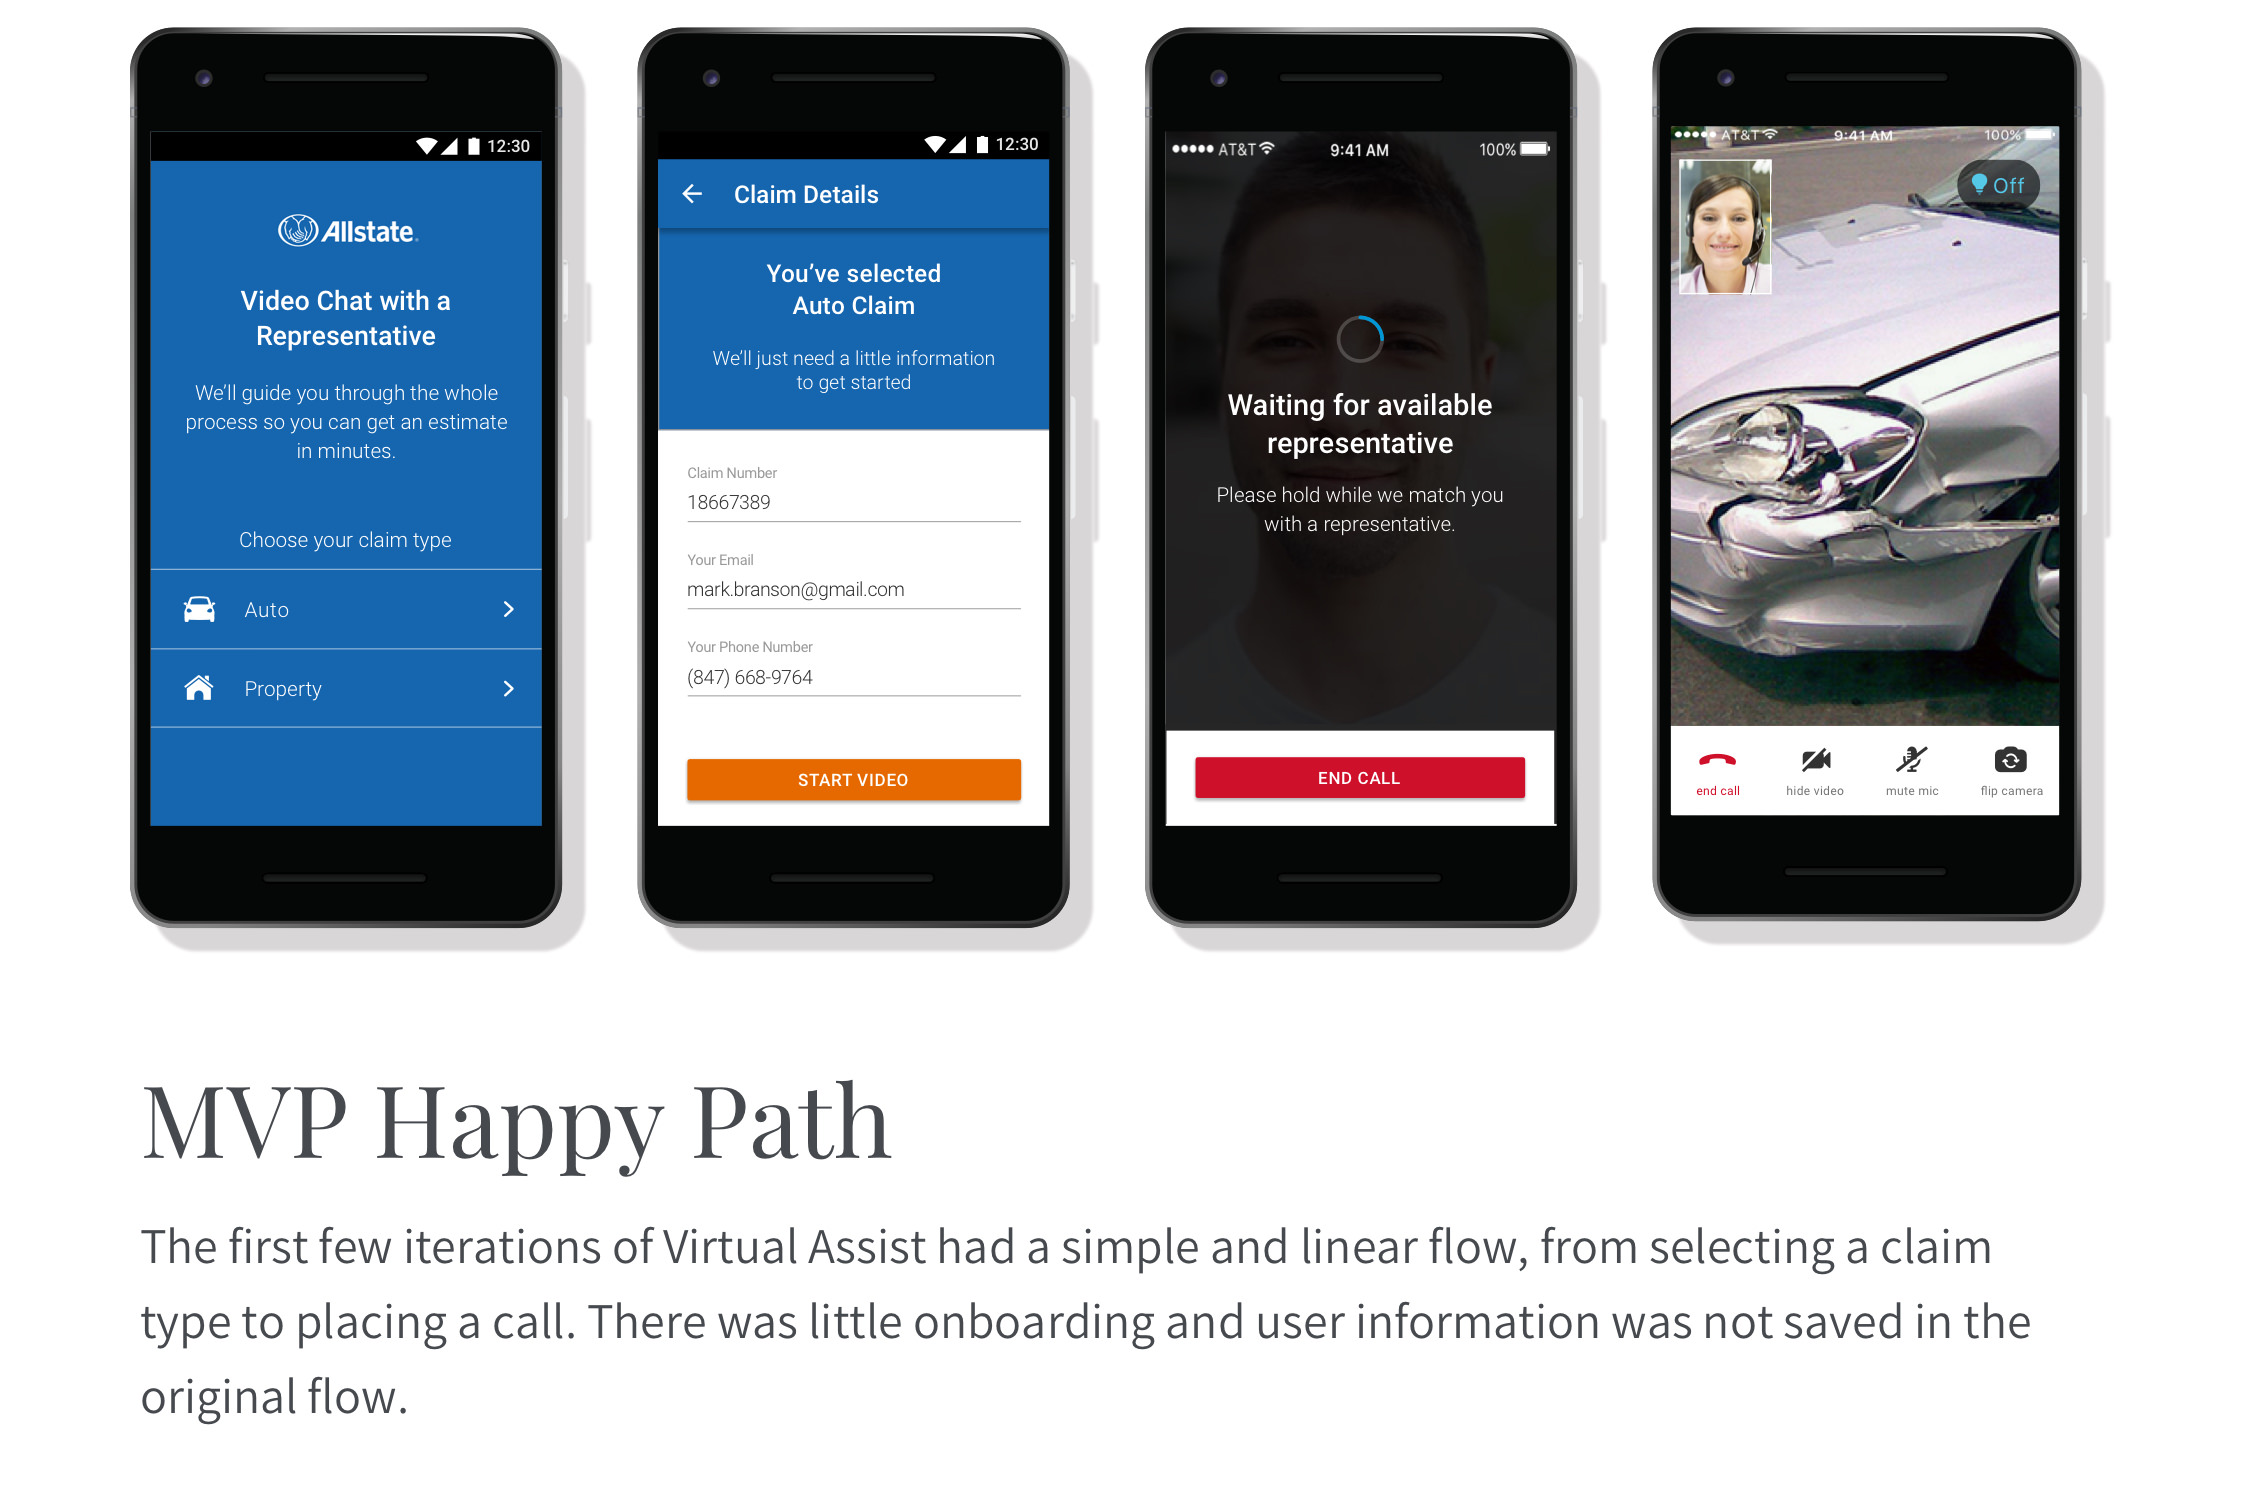 12:30
Allstate.
Video Chat with a
Representative
We'll guide you through the whole
process so you can get an estimate
in minutes.
Choose your claim type
Auto
Property
12:30
Claim Details
You've selected
Auto Claim
We'll just need a little information
to get started
Claim Number
18667389
Your Email
mark.branson@gmail.com
Your Phone Number
(847) 668-9764
START VIDEO
AT&T 9:41 AM 100%
Waiting for available
representative
Please hold while we match you
with a representative.
END CALL
AT&T 9:41 AM 100%
Off
end call hide video mute mic flip camera
MVP Happy Path
The first few iterations of Virtual Assist had a simple and linear flow, from selecting a claim
type to placing a call. There was little onboarding and user information was not saved in the
original flow.